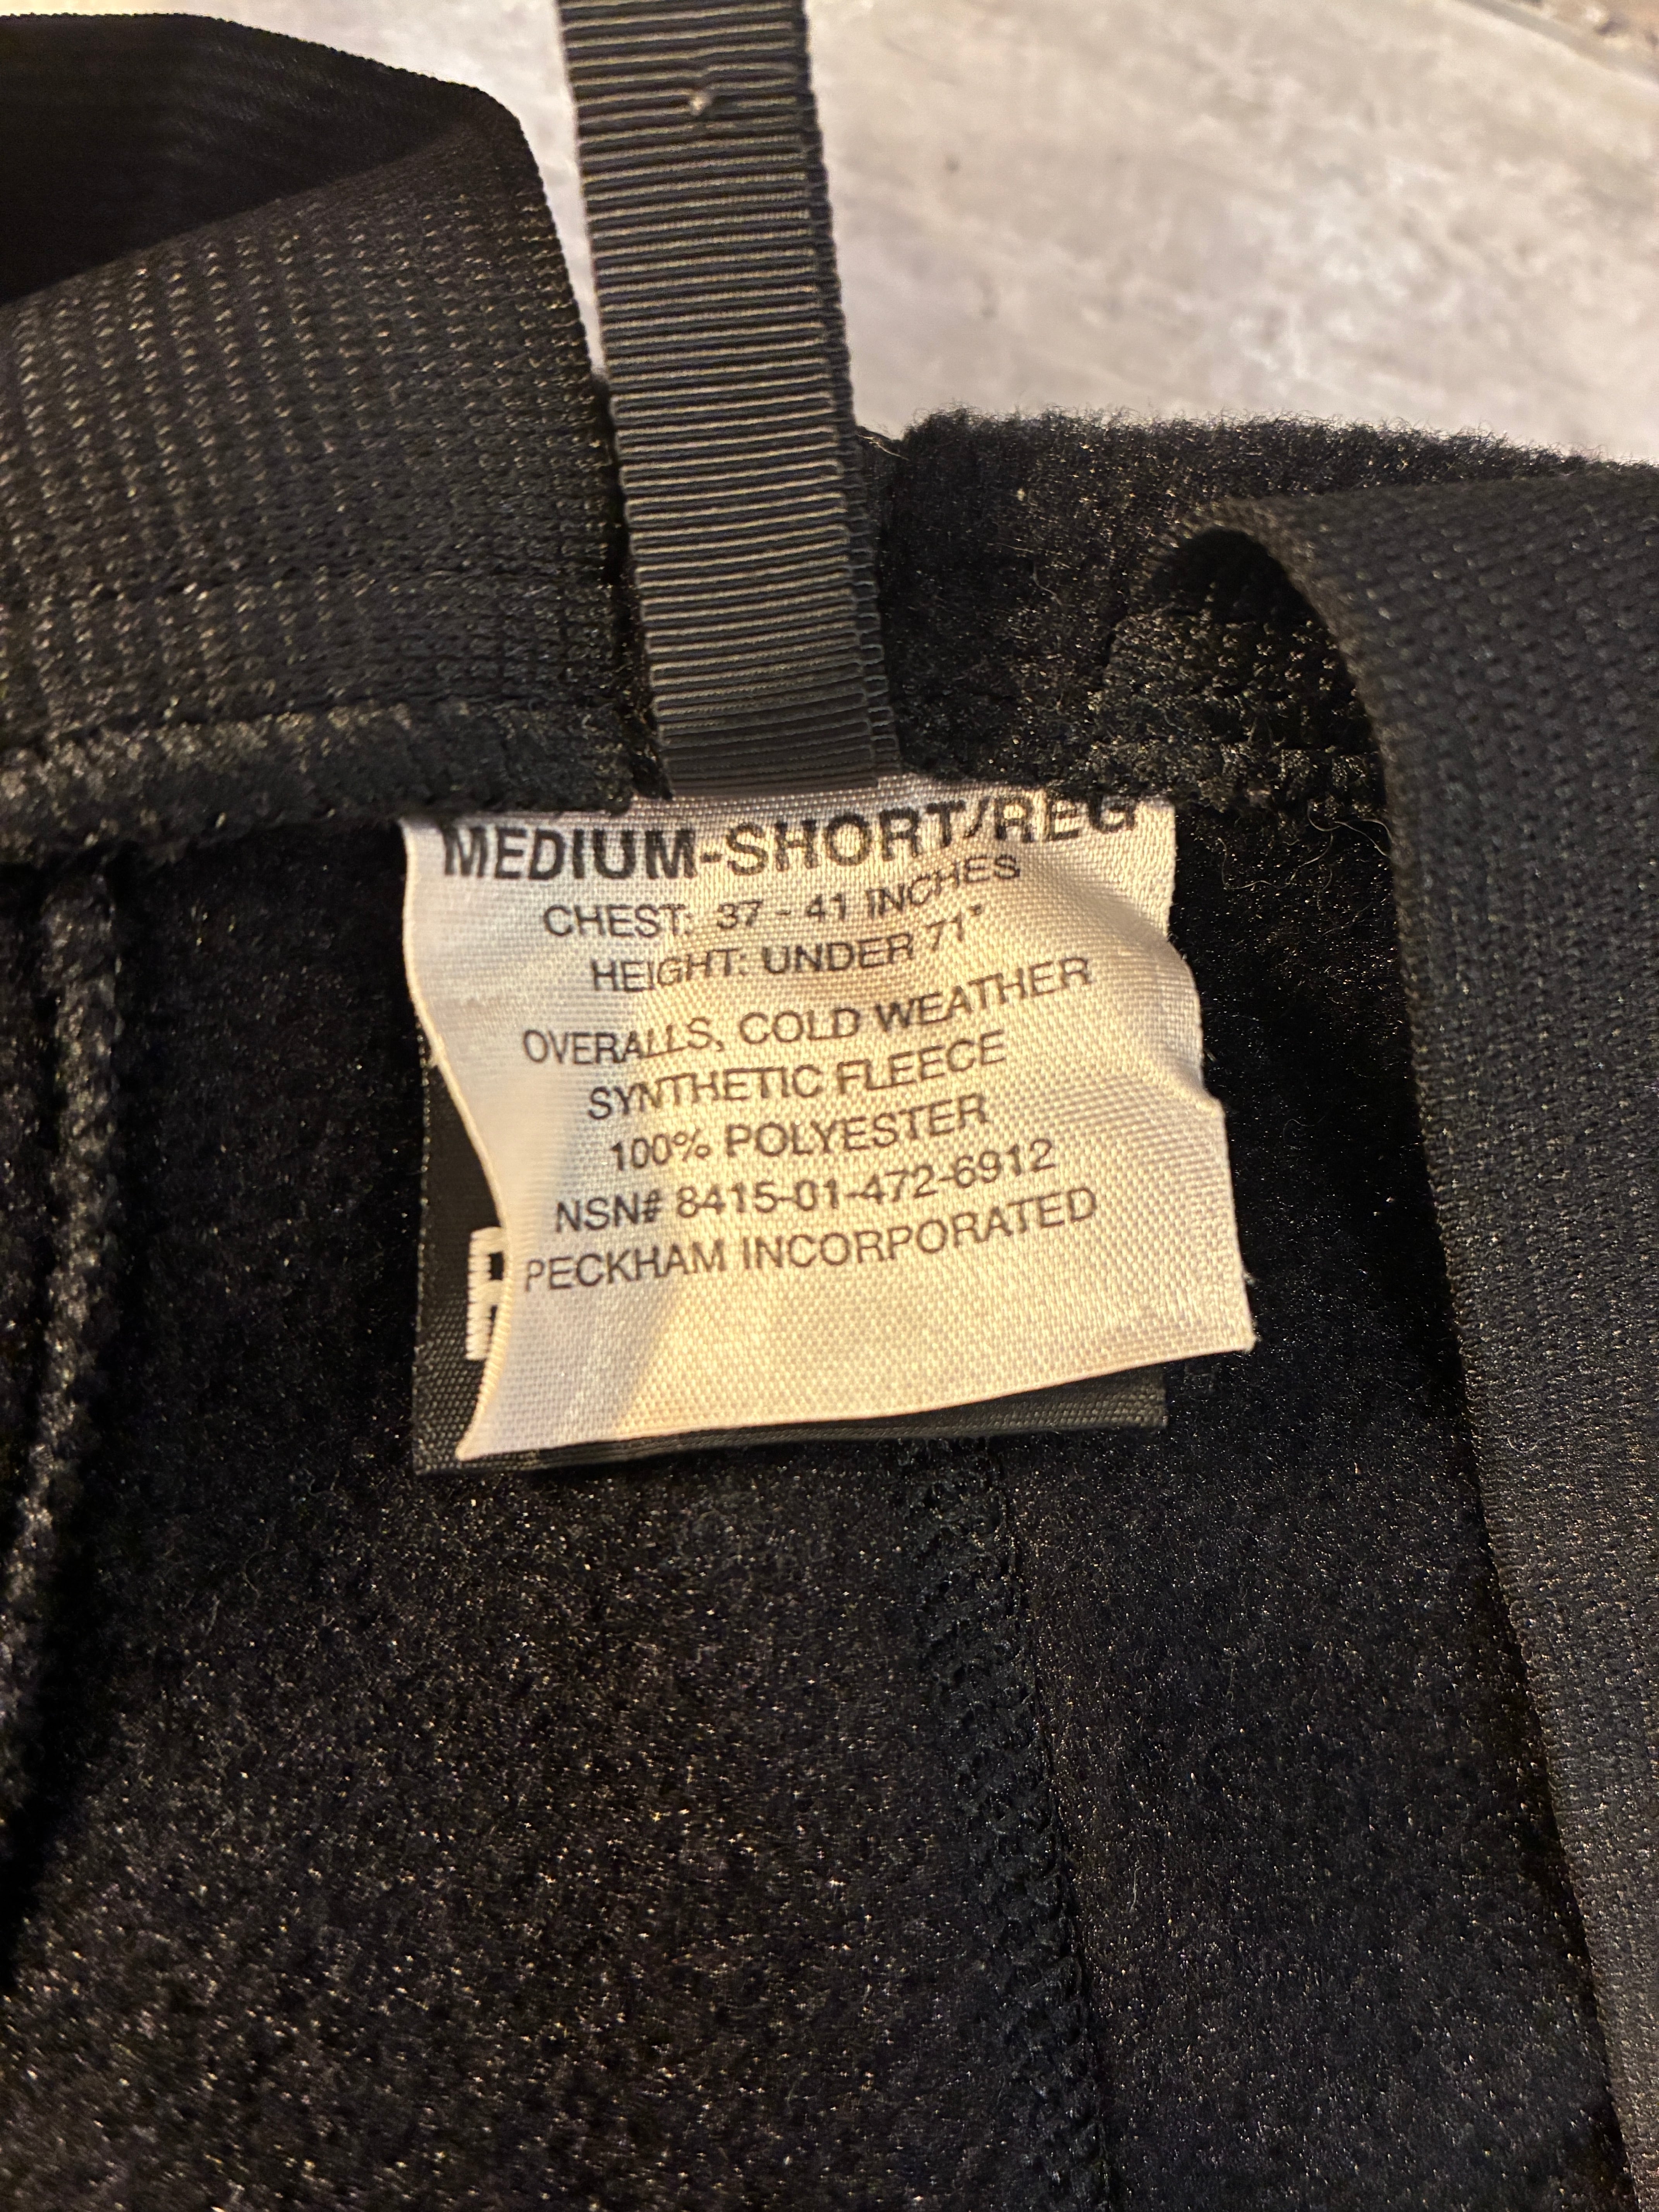 MEDIUM-SHORT/REG
CHEST: 37 - 41 INCHES
HEIGHT: UNDER 71"
OVERALLS, COLD WEATHER
SYNTHETIC FLEECE
100% POLYESTER
NSN# 8415-01-472-6912
PECKHAM INCORPORATED